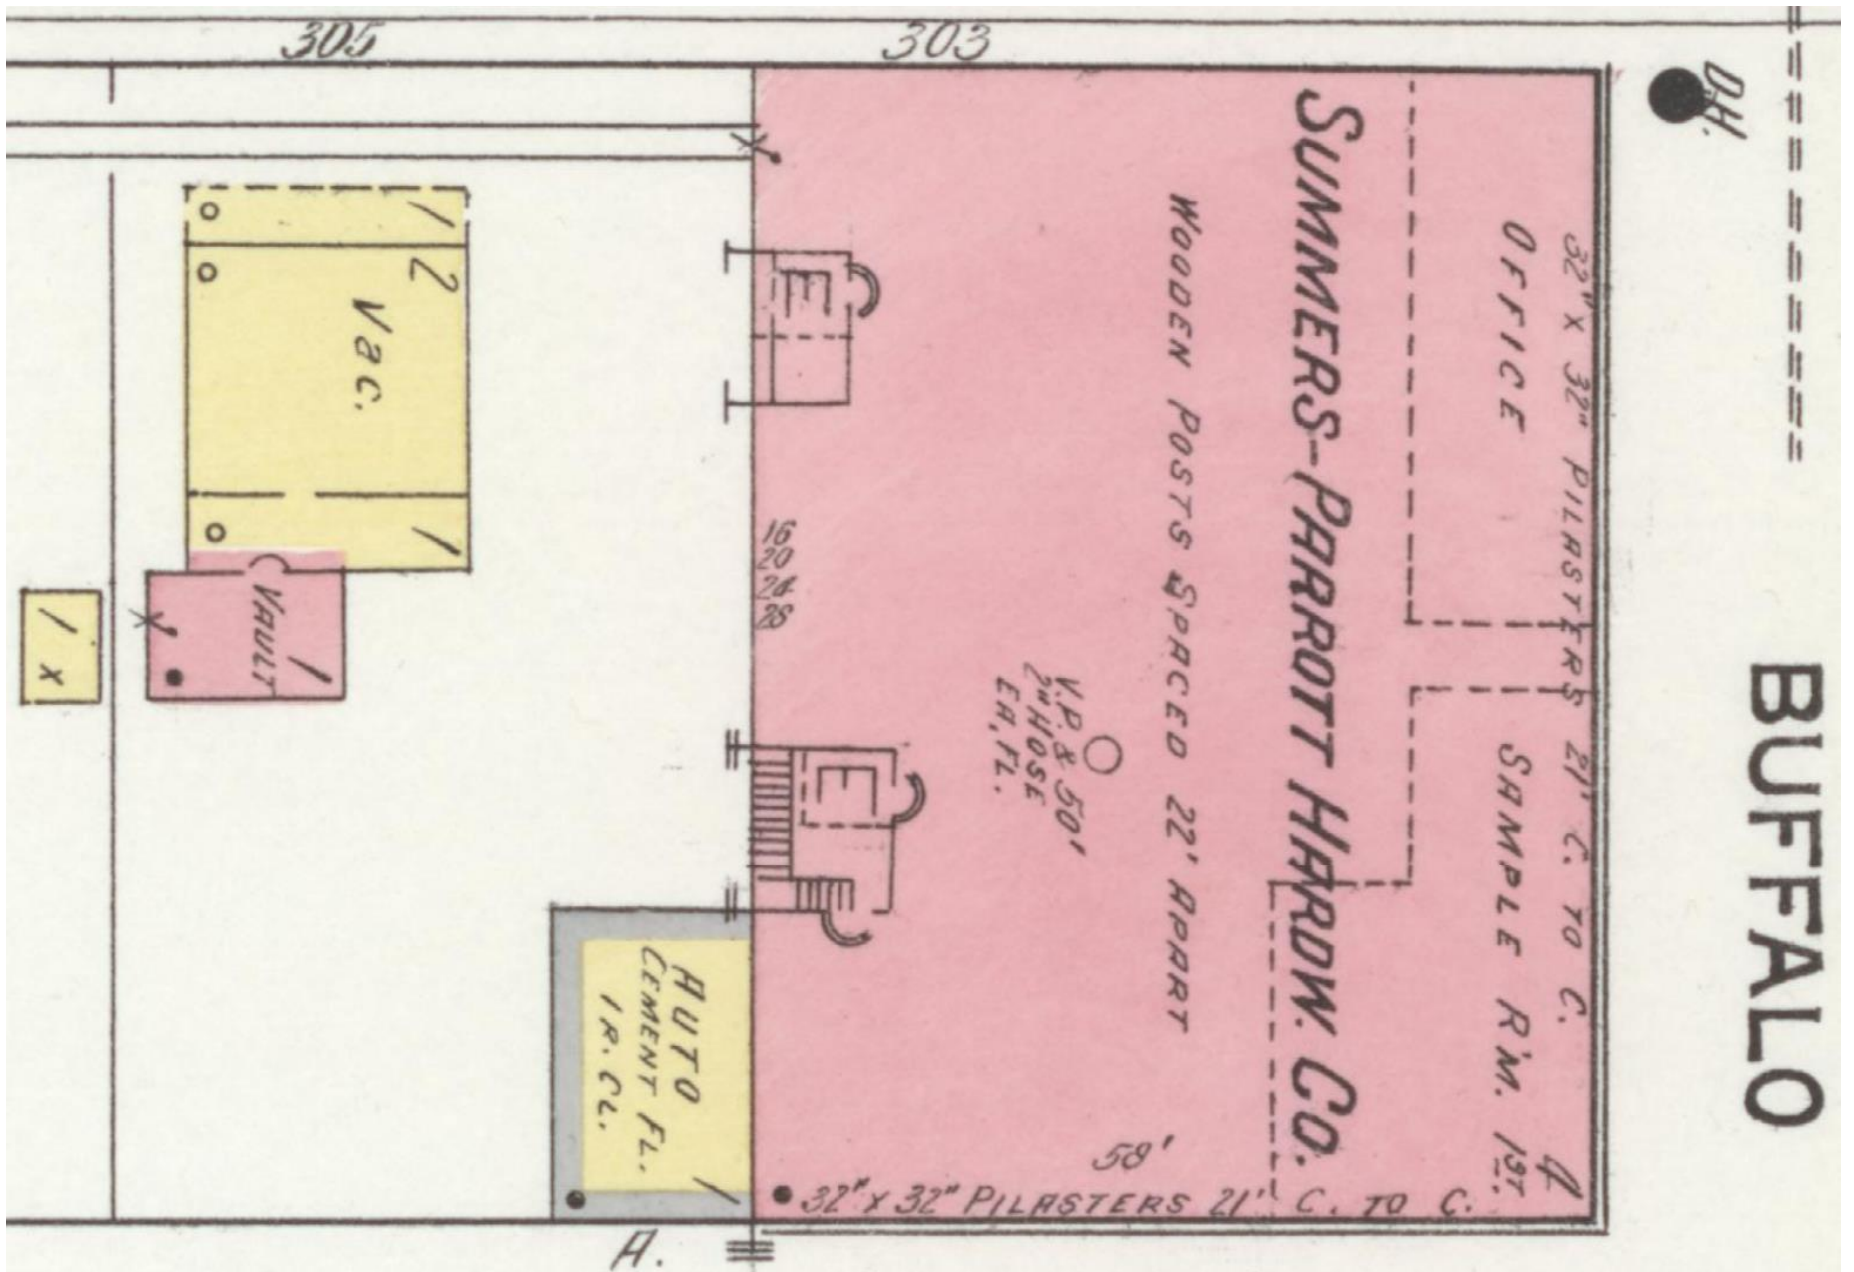 305
303
D.H.
BUFFALO
32" X 32" PILASTERS 21' C. TO C.
OFFICE
SAMPLE R'M. 1ST.
4
SUMMERS-PARROTT HARDW. CO.
WOODEN POSTS SPACED 22' APART
V.P. & 50'
2" HOSE
EA, FL.
E
E
16
20
24
28
58'
32" X 32" PILASTERS 21' C. TO C.
AUTO
CEMENT FL.
IR. CL.
1
A.
1
2
Vac.
1
VAULT
1
1
X